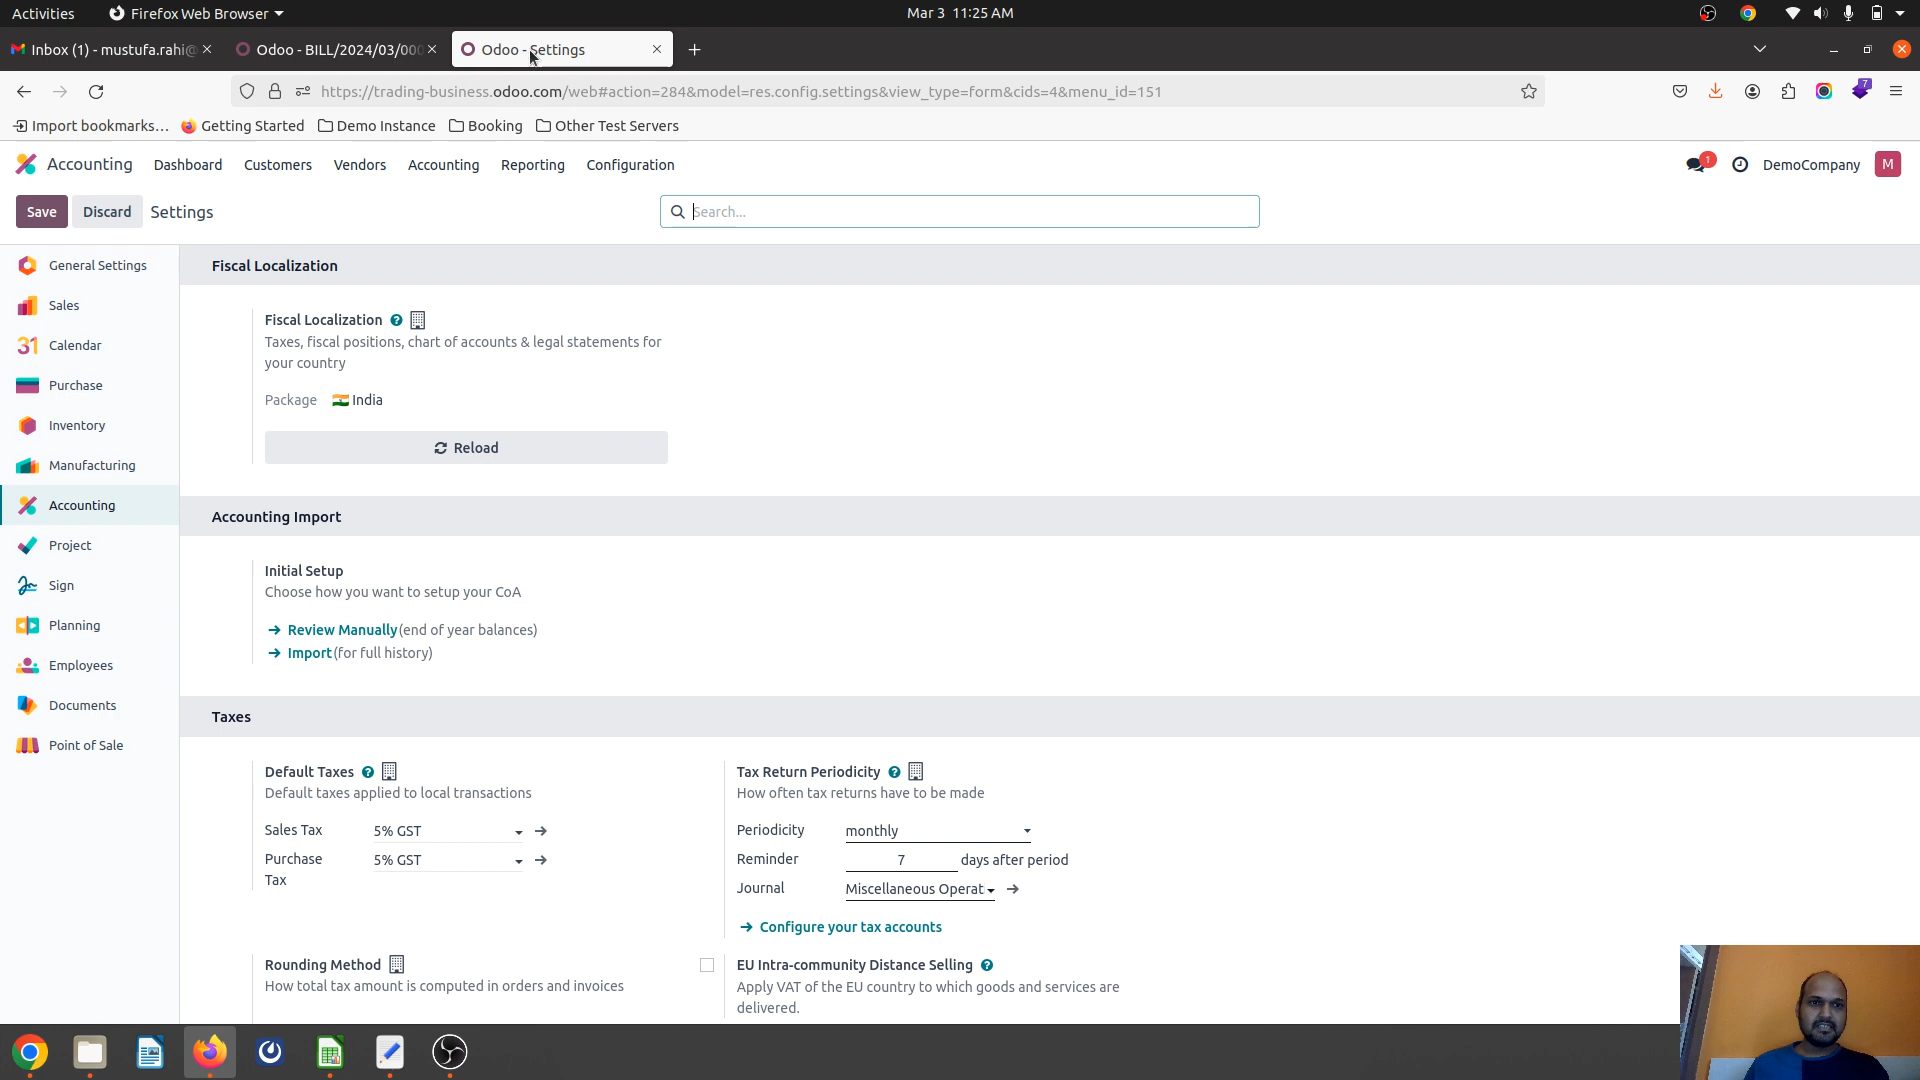 Activities
Firefox Web Browser
Mar 3 11:25 AM
Inbox (1) - mustufa.rahi@
Odoo - BILL/2024/03/000
Odoo - Settings
https://trading-business.odoo.com/web#action=284&model=res.config.settings&view_type=form&cids=4&menu_id=151
7
Import bookmarks...
Getting Started
Demo Instance
Booking
Other Test Servers
Accounting
Dashboard
Customers
Vendors
Accounting
Reporting
Configuration
1
DemoCompany
M
Save
Discard
Settings
Search...
General Settings
Sales
31 Calendar
Purchase
Inventory
Manufacturing
Accounting
Project
Sign
Planning
Employees
Documents
Point of Sale
Fiscal Localization
Fiscal Localization ?
Taxes, fiscal positions, chart of accounts & legal statements for
your country
Package India
Reload
Accounting Import
Initial Setup
Choose how you want to setup your CoA
Review Manually (end of year balances)
Import (for full history)
Taxes
Default Taxes ?
Default taxes applied to local transactions
Sales Tax 5% GST
Purchase 5% GST
Tax
Tax Return Periodicity ?
How often tax returns have to be made
Periodicity monthly
Reminder 7 days after period
Journal Miscellaneous Operat
Configure your tax accounts
Rounding Method
How total tax amount is computed in orders and invoices
EU Intra-community Distance Selling ?
Apply VAT of the EU country to which goods and services are
delivered.